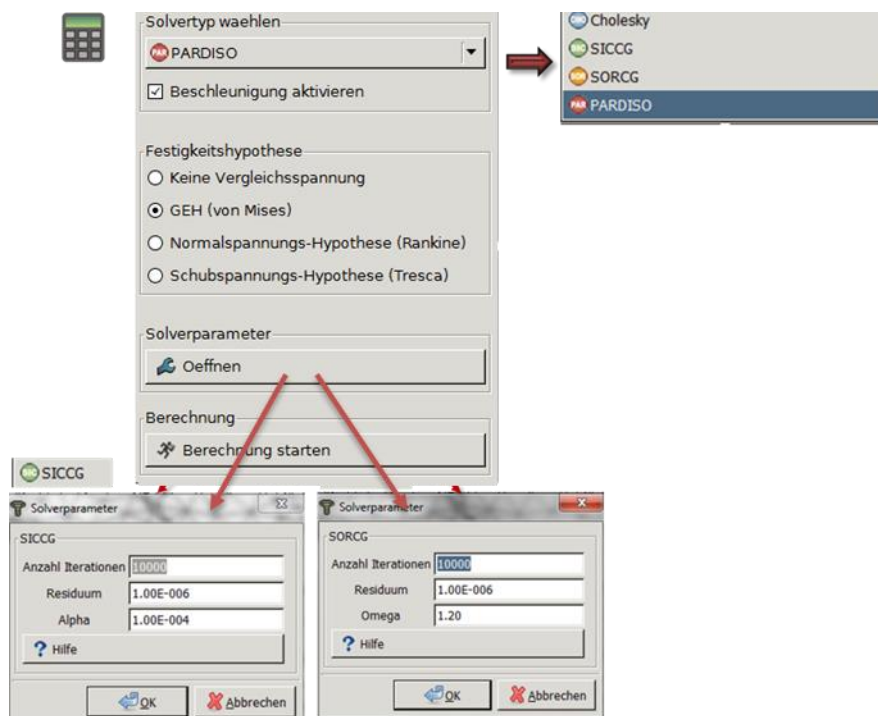 Solvertyp waehlen
PAR PARDISO
Beschleunigung aktivieren
Cholesky
SICCG
SORCG
PAR PARDISO
Festigkeitshypothese
Keine Vergleichsspannung
GEH (von Mises)
Normalspannungs-Hypothese (Rankine)
Schubspannungs-Hypothese (Tresca)
Solverparameter
Oeffnen
Berechnung
Berechnung starten
SICCG
Solverparameter
SICCG
Anzahl Iterationen 10000
Residuum 1.00E-006
Alpha 1.00E-004
? Hilfe
OK Abbrechen
Solverparameter
SORCG
Anzahl Iterationen 10000
Residuum 1.00E-006
Omega 1.20
? Hilfe
OK Abbrechen